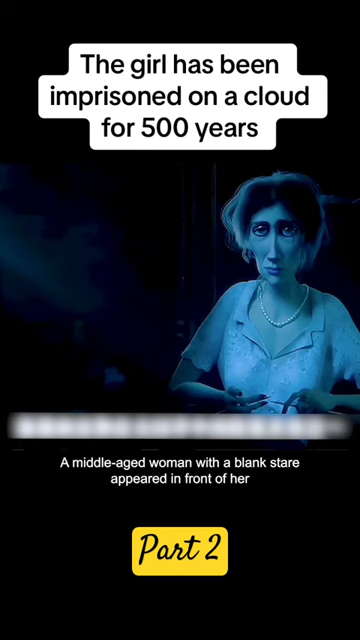 The girl has been
imprisoned on a cloud
for 500 years
A middle-aged woman with a blank stare
appeared in front of her
Part 2